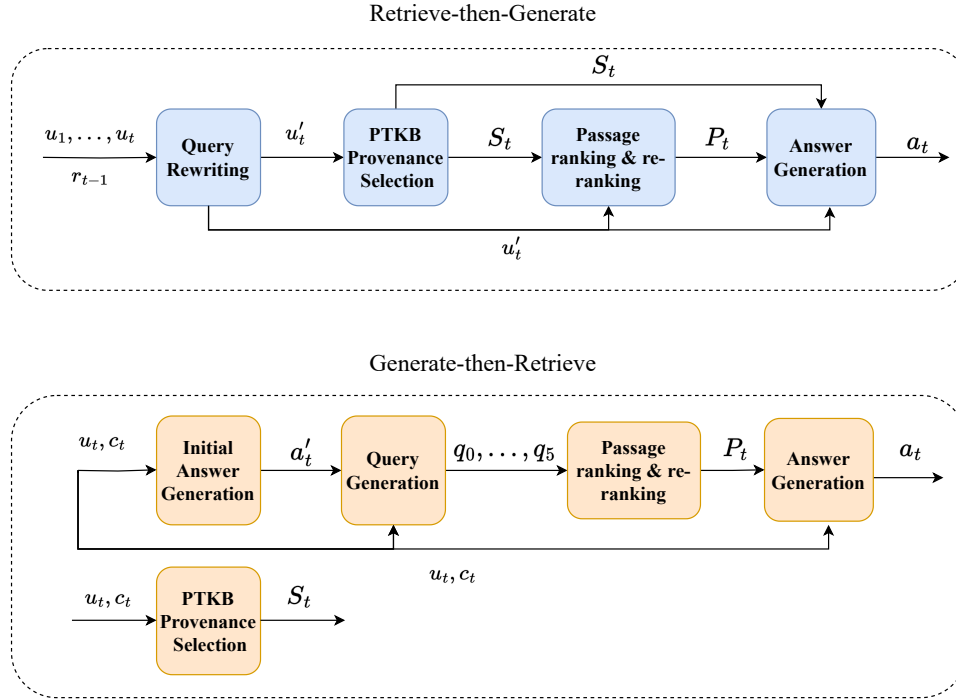 Retrieve-then-Generate
S_t
u_1, ..., u_t
r_{t-1}
Query
Rewriting
u'_t
PTKB
Provenance
Selection
S_t
Passage
ranking & re-
ranking
P_t
Answer
Generation
a_t
u'_t
Generate-then-Retrieve
u_t, c_t
Initial
Answer
Generation
a'_t
Query
Generation
q_0, ..., q_5
Passage
ranking & re-
ranking
P_t
Answer
Generation
a_t
u_t, c_t
u_t, c_t
PTKB
Provenance
Selection
S_t